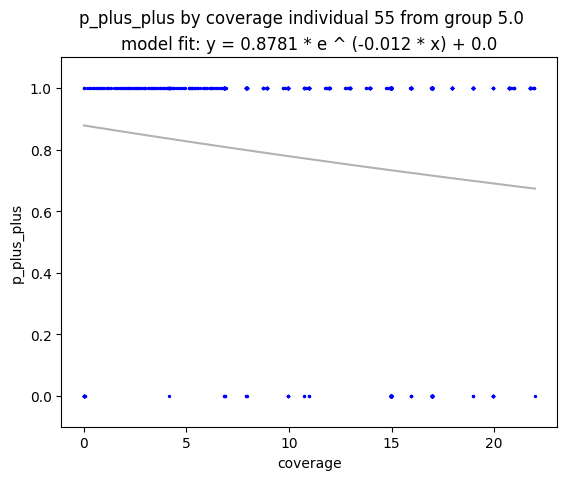 p_plus_plus by coverage individual 55 from group 5.0
model fit: y = 0.8781 * e ^ (-0.012 * x) + 0.0
1.0
0.8
0.6
0.4
0.2
0.0
p_plus_plus
0
5
10
15
20
coverage